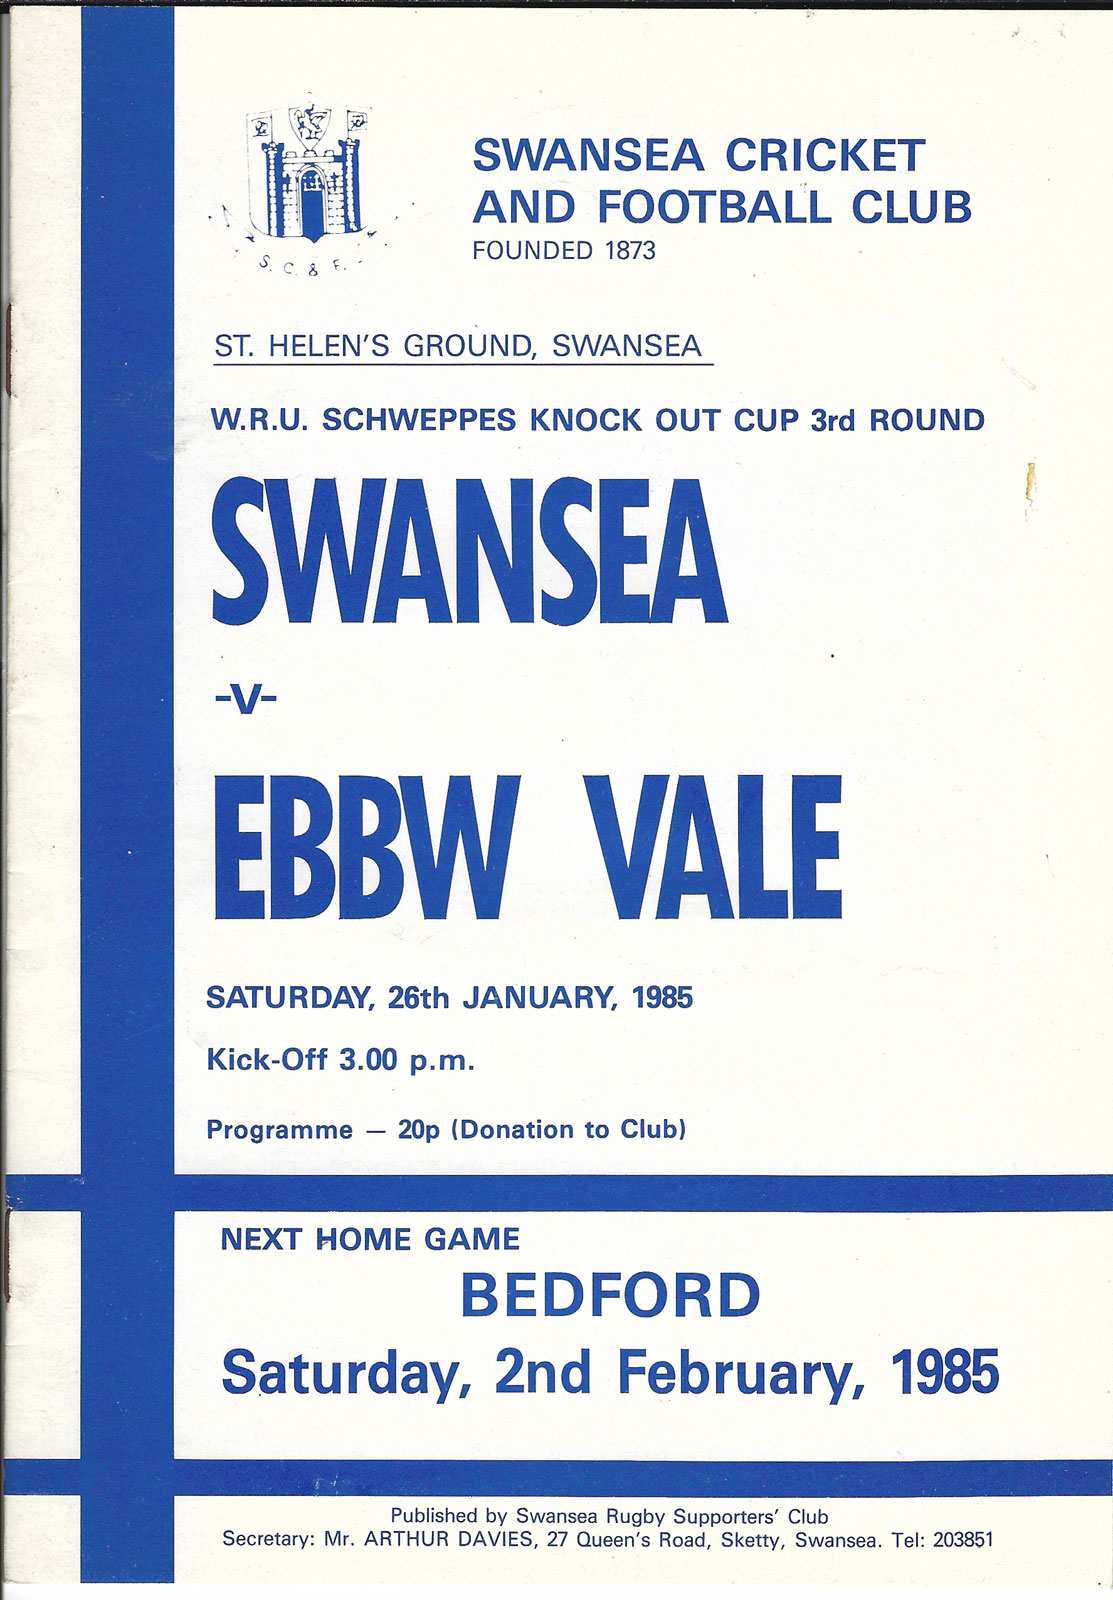 S. C. & F.
SWANSEA CRICKET
AND FOOTBALL CLUB
FOUNDED 1873
ST. HELEN'S GROUND, SWANSEA
W.R.U. SCHWEPPES KNOCK OUT CUP 3rd ROUND
SWANSEA
-V-
EBBW VALE
SATURDAY, 26th JANUARY, 1985
Kick-Off 3.00 p.m.
Programme — 20p (Donation to Club)
NEXT HOME GAME
BEDFORD
Saturday, 2nd February, 1985
Published by Swansea Rugby Supporters' Club
Secretary: Mr. ARTHUR DAVIES, 27 Queen's Road, Sketty, Swansea. Tel: 203851